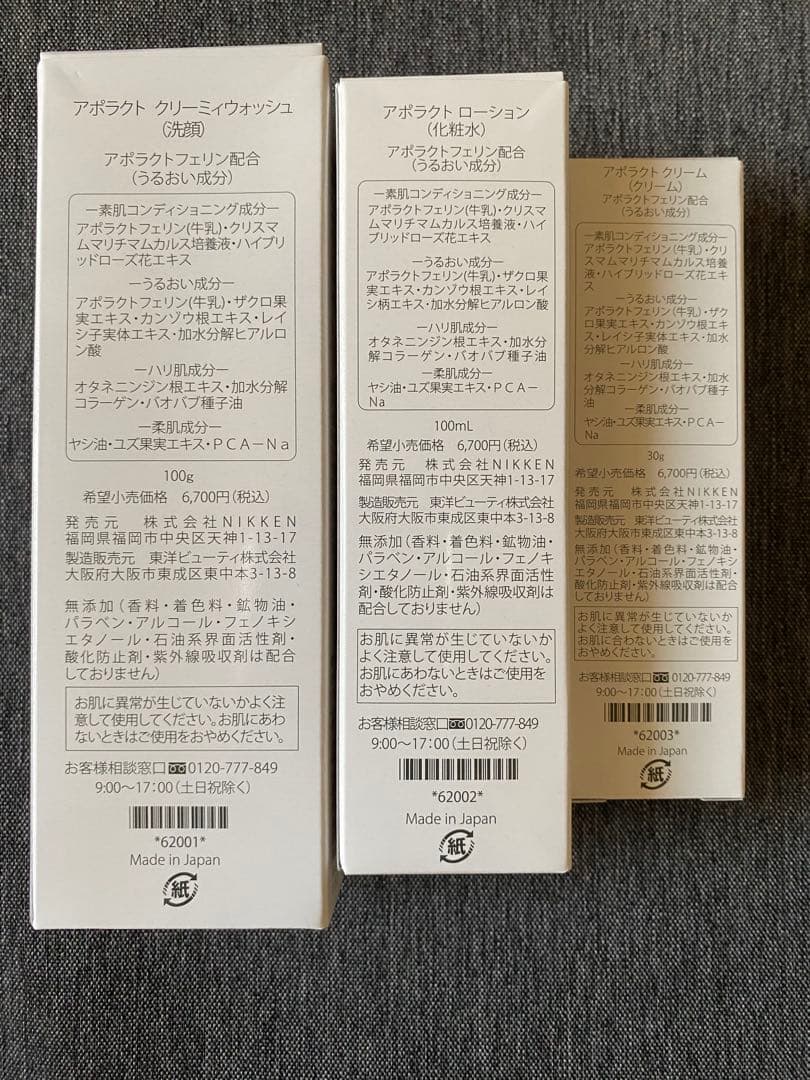 アポラクト クリーミィウォッシュ
(洗顔)
アポラクトフェリン配合
(うるおい成分)
ー素肌コンディショニング成分ー
アポラクトフェリン(牛乳)・クリスマ
ムマリチマムカルス培養液・ハイブリ
ッドローズ花エキス
ーうるおい成分ー
アポラクトフェリン(牛乳)・ザクロ果
実エキス・カンゾウ根エキス・レイ
シ子実体エキス・加水分解ヒアルロ
ン酸
ーハリ肌成分ー
オタネニンジン根エキス・加水分解
コラーゲン・バオバブ種子油
ー柔肌成分ー
ヤシ油・ユズ果実エキス・PCAーNa
100g
希望小売価格 6,700円(税込)
発売元 株式会社NIKKEN
福岡県福岡市中央区天神1-13-17
製造販売元 東洋ビューティ株式会社
大阪府大阪市東成区東中本3-13-8
無添加(香料・着色料・鉱物油・
パラベン・アルコール・フェノキシ
エタノール・石油系界面活性剤・
酸化防止剤・紫外線吸収剤は配合
しておりません)
お肌に異常が生じていないかよく注
意して使用してください。お肌にあわ
ないときはご使用をおやめください。
お客様相談窓口0120-777-849
9:00〜17:00(土日祝除く)
*62001*
Made in Japan
紙
アポラクト ローション
(化粧水)
アポラクトフェリン配合
(うるおい成分)
ー素肌コンディショニング成分ー
アポラクトフェリン(牛乳)・クリスマ
ムマリチマムカルス培養液・ハイ
ブリッドローズ花エキス
ーうるおい成分ー
アポラクトフェリン(牛乳)・ザクロ果
実エキス・カンゾウ根エキス・レイ
シ柄エキス・加水分解ヒアルロン酸
ーハリ肌成分ー
オタネニンジン根エキス・加水分
解コラーゲン・バオバブ種子油
ー柔肌成分ー
ヤシ油・ユズ果実エキス・PCAー
Na
100mL
希望小売価格 6,700円(税込)
発売元 株式会社NIKKEN
福岡県福岡市中央区天神1-13-17
製造販売元 東洋ビューティ株式会社
大阪府大阪市東成区東中本3-13-8
無添加(香料・着色料・鉱物油・
パラベン・アルコール・フェノキ
シエタノール・石油系界面活性
剤・酸化防止剤・紫外線吸収剤は
配合しておりません)
お肌に異常が生じていないか
よく注意して使用してください。
お肌にあわないときはご使用を
おやめください。
お客様相談窓口0120-777-849
9:00〜17:00(土日祝除く)
*62002*
Made in Japan
紙
アポラクト クリーム
(クリーム)
アポラクトフェリン配合
(うるおい成分)
ー素肌コンディショニング成分ー
アポラクトフェリン(牛乳)・クリ
スマムマリチマムカルス培養
液・ハイブリッドローズ花エキ
ス
ーうるおい成分ー
アポラクトフェリン(牛乳)・ザク
ロ果実エキス・カンゾウ根エキ
ス・レイシ子実体エキス・加水
分解ヒアルロン酸
ーハリ肌成分ー
オタネニンジン根エキス・加水
分解コラーゲン・バオバブ種子
油
ー柔肌成分ー
ヤシ油・ユズ果実エキス・PCAー
Na
30g
希望小売価格 6,700円(税込)
発売元 株式会社NIKKEN
福岡県福岡市中央区天神1-13-17
製造販売元 東洋ビューティ株式会社
大阪府大阪市東成区東中本3-13-8
無添加(香料・着色料・鉱物油・
パラベン・アルコール・フェノキシ
エタノール・石油系界面活性
剤・酸化防止剤・紫外線吸収剤は配合
しておりません)
お肌に異常が生じていないか
よく注意して使用してください。
お肌に合わないときはご使用を
おやめください。
お客様相談窓口0120-777-849
9:00〜17:00(土日祝除く)
*62003*
Made in Japan
紙